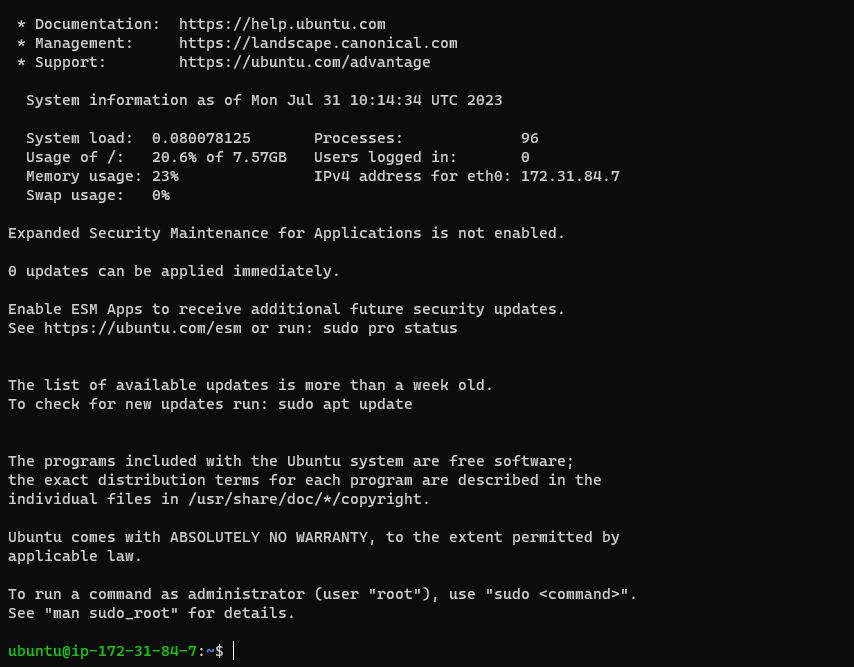 * Documentation:  https://help.ubuntu.com
* Management:     https://landscape.canonical.com
* Support:        https://ubuntu.com/advantage
System information as of Mon Jul 31 10:14:34 UTC 2023
System load:  0.080078125       Processes:             96
Usage of /:   20.6% of 7.57GB   Users logged in:       0
Memory usage: 23%               IPv4 address for eth0: 172.31.84.7
Swap usage:   0%
Expanded Security Maintenance for Applications is not enabled.
0 updates can be applied immediately.
Enable ESM Apps to receive additional future security updates.
See https://ubuntu.com/esm or run: sudo pro status
The list of available updates is more than a week old.
To check for new updates run: sudo apt update
The programs included with the Ubuntu system are free software;
the exact distribution terms for each program are described in the
individual files in /usr/share/doc/*/copyright.
Ubuntu comes with ABSOLUTELY NO WARRANTY, to the extent permitted by
applicable law.
To run a command as administrator (user "root"), use "sudo <command>".
See "man sudo_root" for details.
ubuntu@ip-172-31-84-7:~$